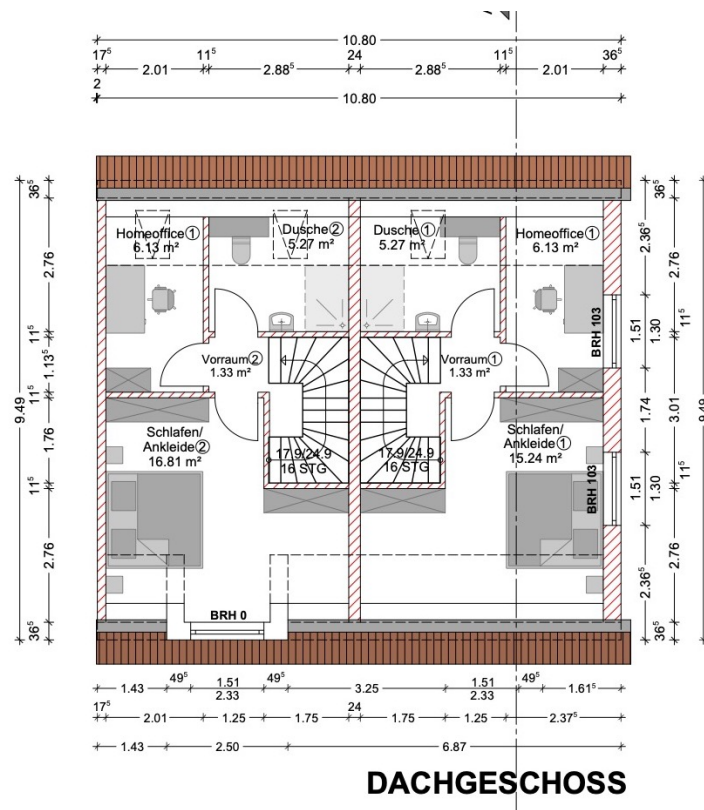 A
10.80
17⁵ 11⁵ 24 11⁵ 36⁵
2.01 2.88⁵ 2.88⁵ 2.01
2
10.80
36⁵ 36⁵ 36⁵
Homeoffice① Dusche② Dusche① Homeoffice①
6.13 m² 5.27 m² 5.27 m² 6.13 m²
2.76 2.36⁵ 2.76
BRH 103
1.51 1.30
11⁵ 11⁵
Vorraum② Vorraum①
1.33 m² 1.33 m²
1.13⁵
9.49 9.49
11⁵
1.74 3.01
Schlafen/ Schlafen/
Ankleide② Ankleide①
16.81 m² 15.24 m²
1.76
17.9/24.9 17.9/24.9
16 STG 16 STG
BRH 103
1.51 1.30
11⁵ 11⁵
2.76 2.36⁵ 2.76
BRH 0
36⁵ 36⁵ 36⁵
49⁵ 49⁵ 49⁵
1.43 1.51 3.25 1.51 1.61⁵
2.33 2.33
17⁵ 24
2.01 1.25 1.75 1.75 1.25 2.37⁵
1.43 2.50 6.87
DACHGESCHOSS